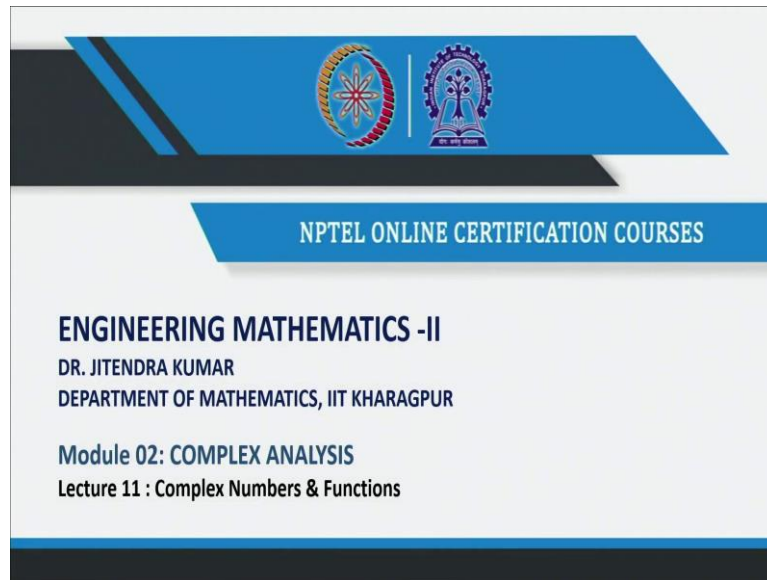 NPTEL ONLINE CERTIFICATION COURSES
ENGINEERING MATHEMATICS -II
DR. JITENDRA KUMAR
DEPARTMENT OF MATHEMATICS, IIT KHARAGPUR
Module 02: COMPLEX ANALYSIS
Lecture 11 : Complex Numbers & Functions